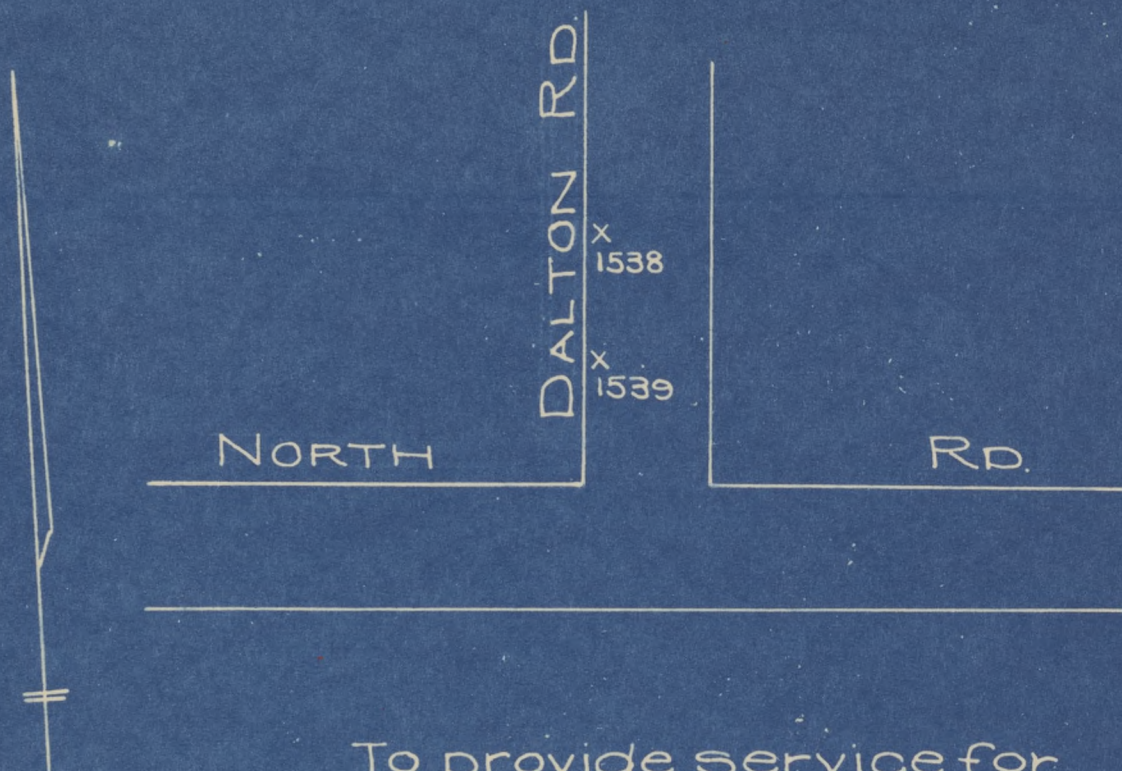 DALTON RD.
X
1538
X
1539
NORTH RD.
To provide service for